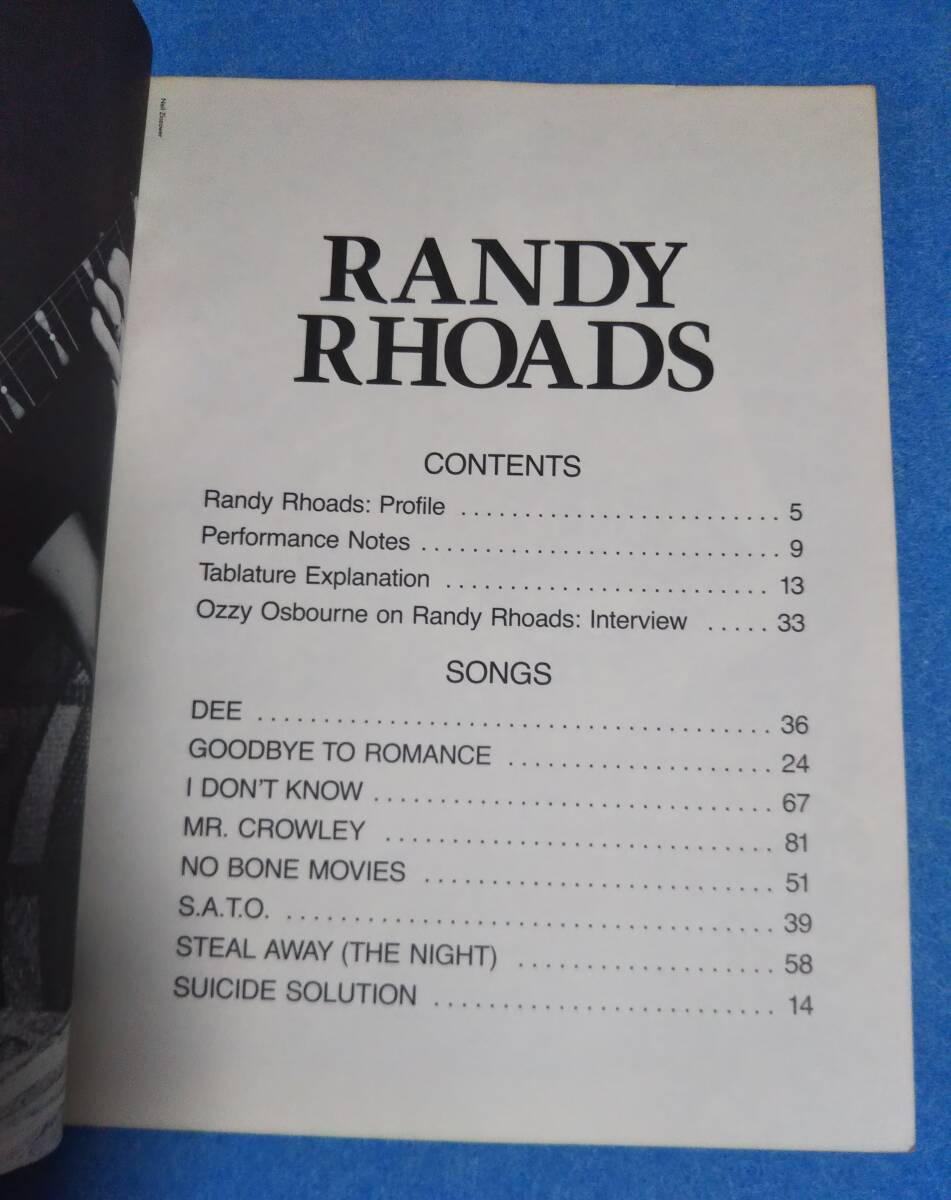 Neil Zlozower
RANDY
RHOADS
CONTENTS
Randy Rhoads: Profile ......................... 5
Performance Notes ............................ 9
Tablature Explanation ......................... 13
Ozzy Osbourne on Randy Rhoads: Interview ..... 33
SONGS
DEE ........................................ 36
GOODBYE TO ROMANCE ..................... 24
I DON'T KNOW ............................... 67
MR. CROWLEY .............................. 81
NO BONE MOVIES ........................... 51
S.A.T.O. ...................................... 39
STEAL AWAY (THE NIGHT) .................... 58
SUICIDE SOLUTION .......................... 14